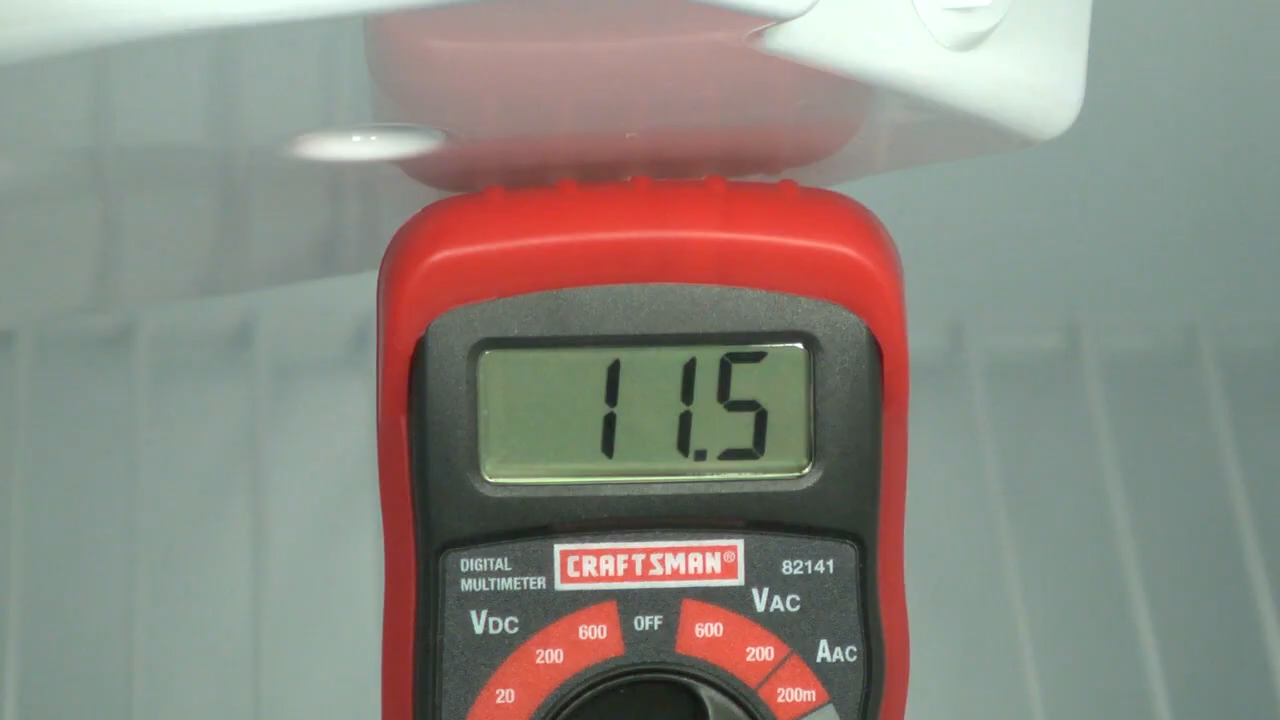 11.5
DIGITAL
MULTIMETER
CRAFTSMAN®
82141
VDC
600
OFF
600
VAC
200
200
AAC
20
200m